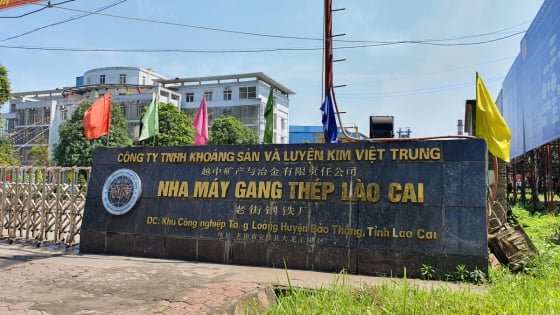 CÔNG TY TNHH KHOÁNG SẢN VÀ LUYỆN KIM VIỆT TRUNG
越中矿产与冶金有限责任公司
NHÀ MÁY GANG THÉP LÀO CAI
老街钢铁厂
ĐC: Khu Công nghiệp Tằng Loỏng Huyện Bảo Thắng, Tỉnh Lào Cai